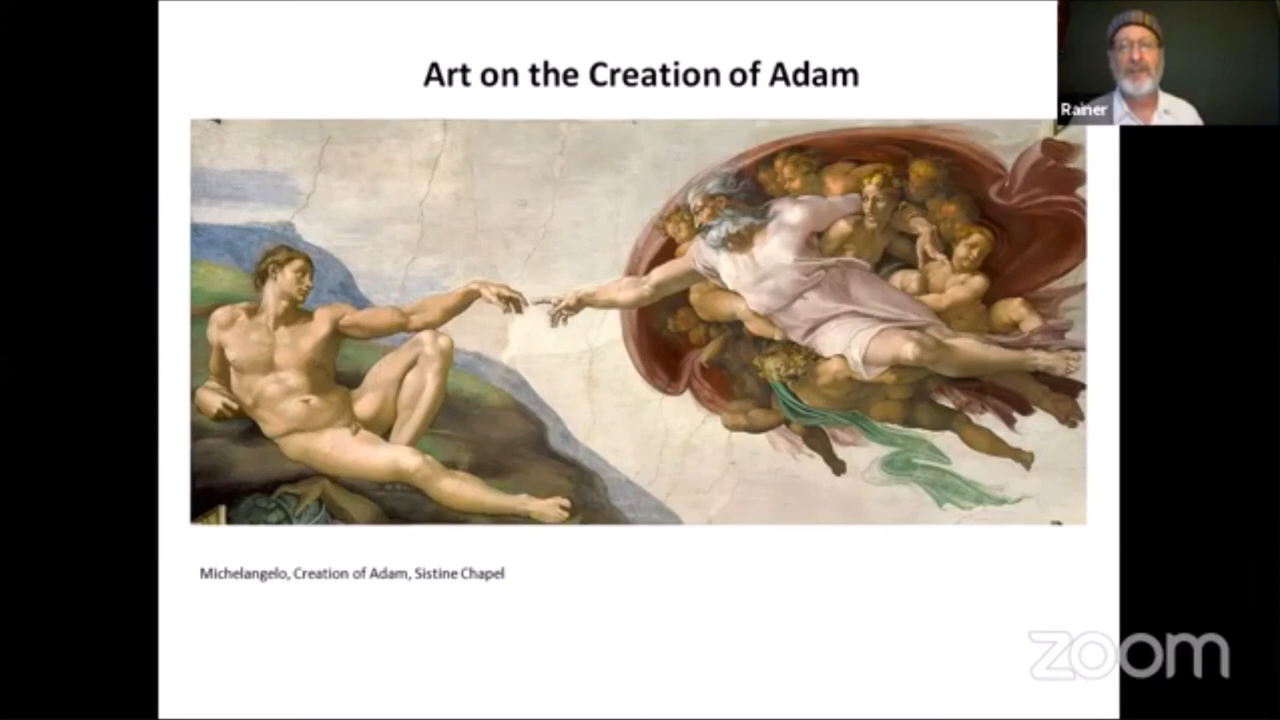 Art on the Creation of Adam
Rainer
Michelangelo, Creation of Adam, Sistine Chapel
zoom